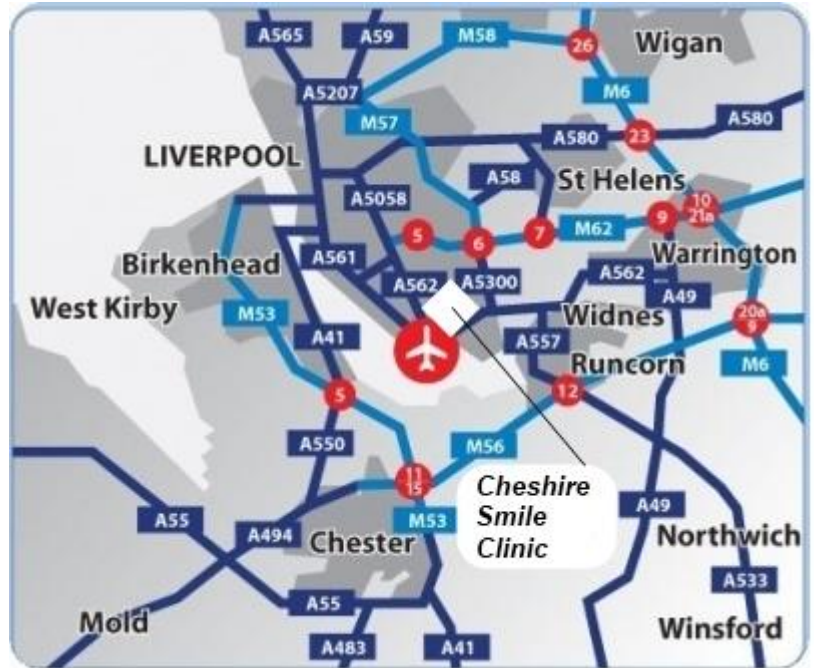 A565
A59
M58
26
Wigan
A5207
M6
M57
A580
23
A580
LIVERPOOL
A58
St Helens
A5058
10
21a
5
6
7
M62
9
Warrington
A561
Birkenhead
A562
A5300
A562
A49
West Kirby
M53
Widnes
20a
9
A41
A557
Runcorn
M6
5
12
A550
M56
11
15
Cheshire
Smile
Clinic
A55
A494
M53
A49
Chester
Northwich
A533
A55
Mold
Winsford
A483
A41